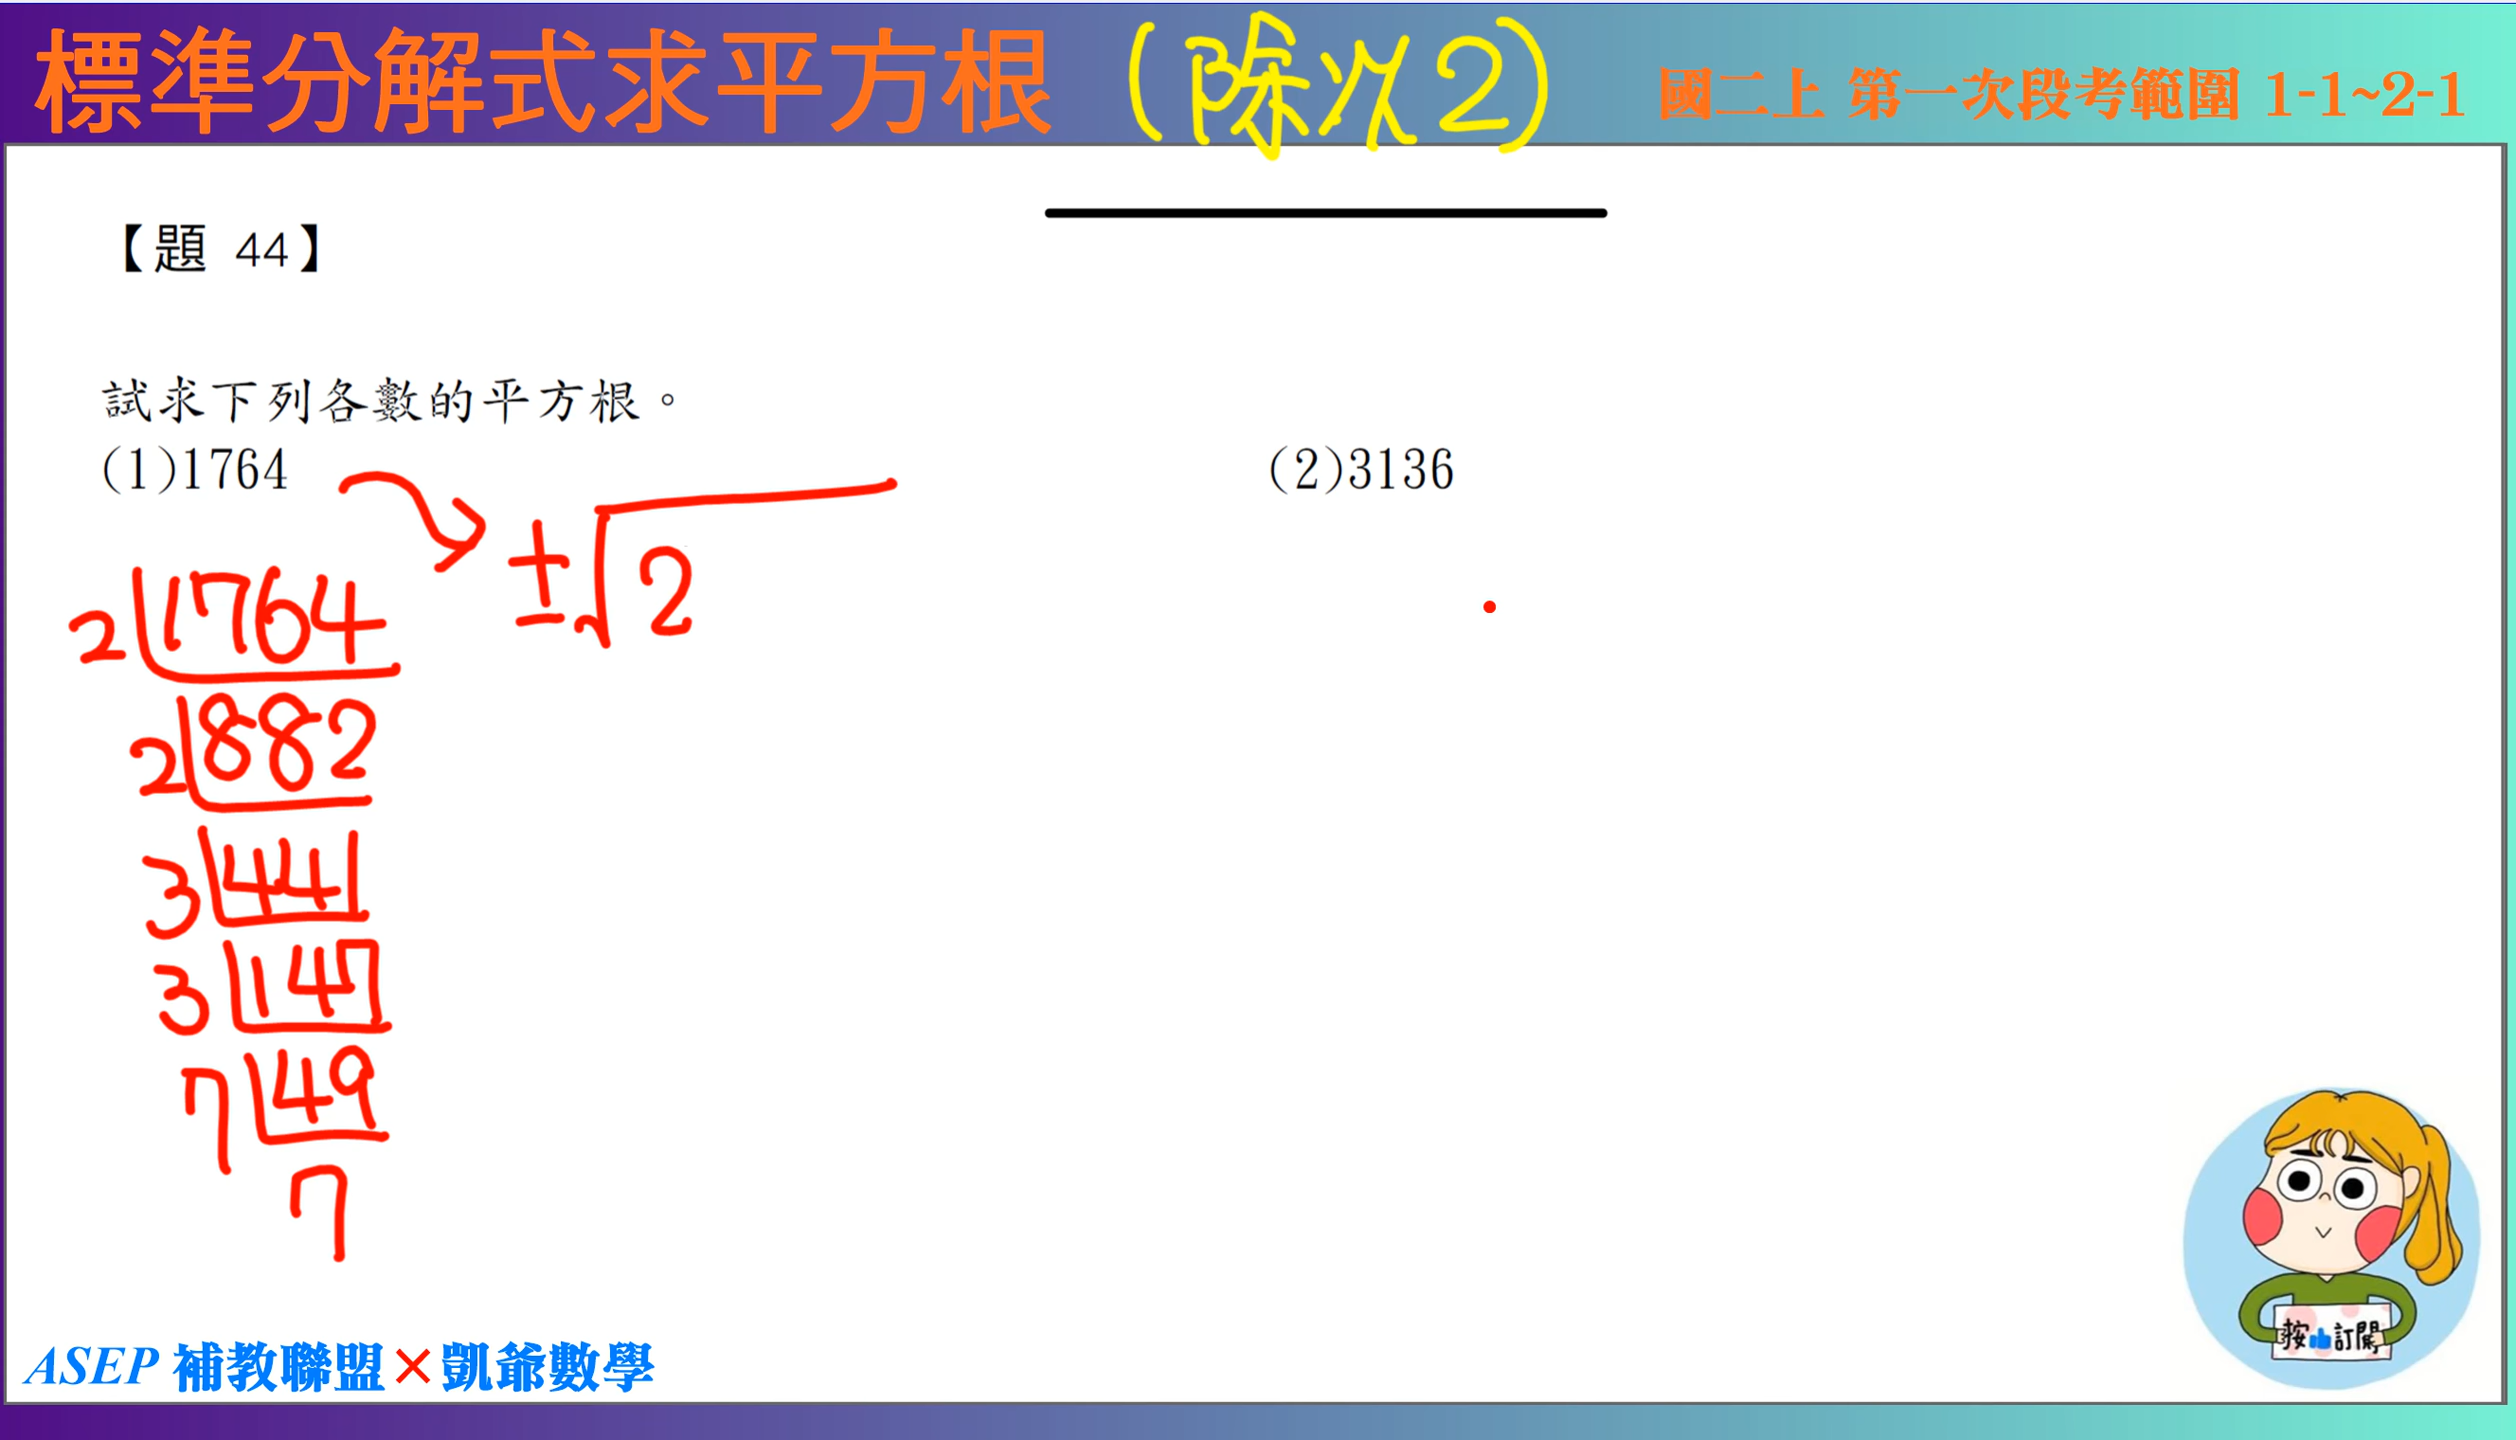 標準分解式求平方根 (除以2)
國二上 第一次段考範圍 1-1~2-1
【題 44】
試求下列各數的平方根。
(1)1764
(2)3136
±√2
2 1764
2 882
3 441
3 147
7 49
7
按 訂閱
ASEP 補教聯盟×凱爺數學